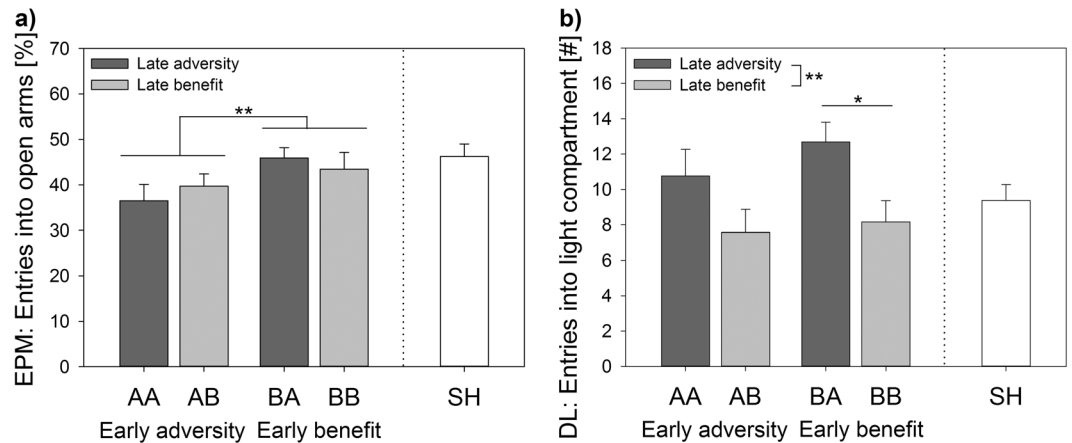 a)
EPM: Entries into open arms [%]
70
60
50
40
30
20
10
0
Late adversity
Late benefit
**
AA AB BA BB SH
Early adversity Early benefit
b)
DL: Entries into light compartment [#]
18
16
14
12
10
8
6
4
2
0
Late adversity
Late benefit
**
*
AA AB BA BB SH
Early adversity Early benefit